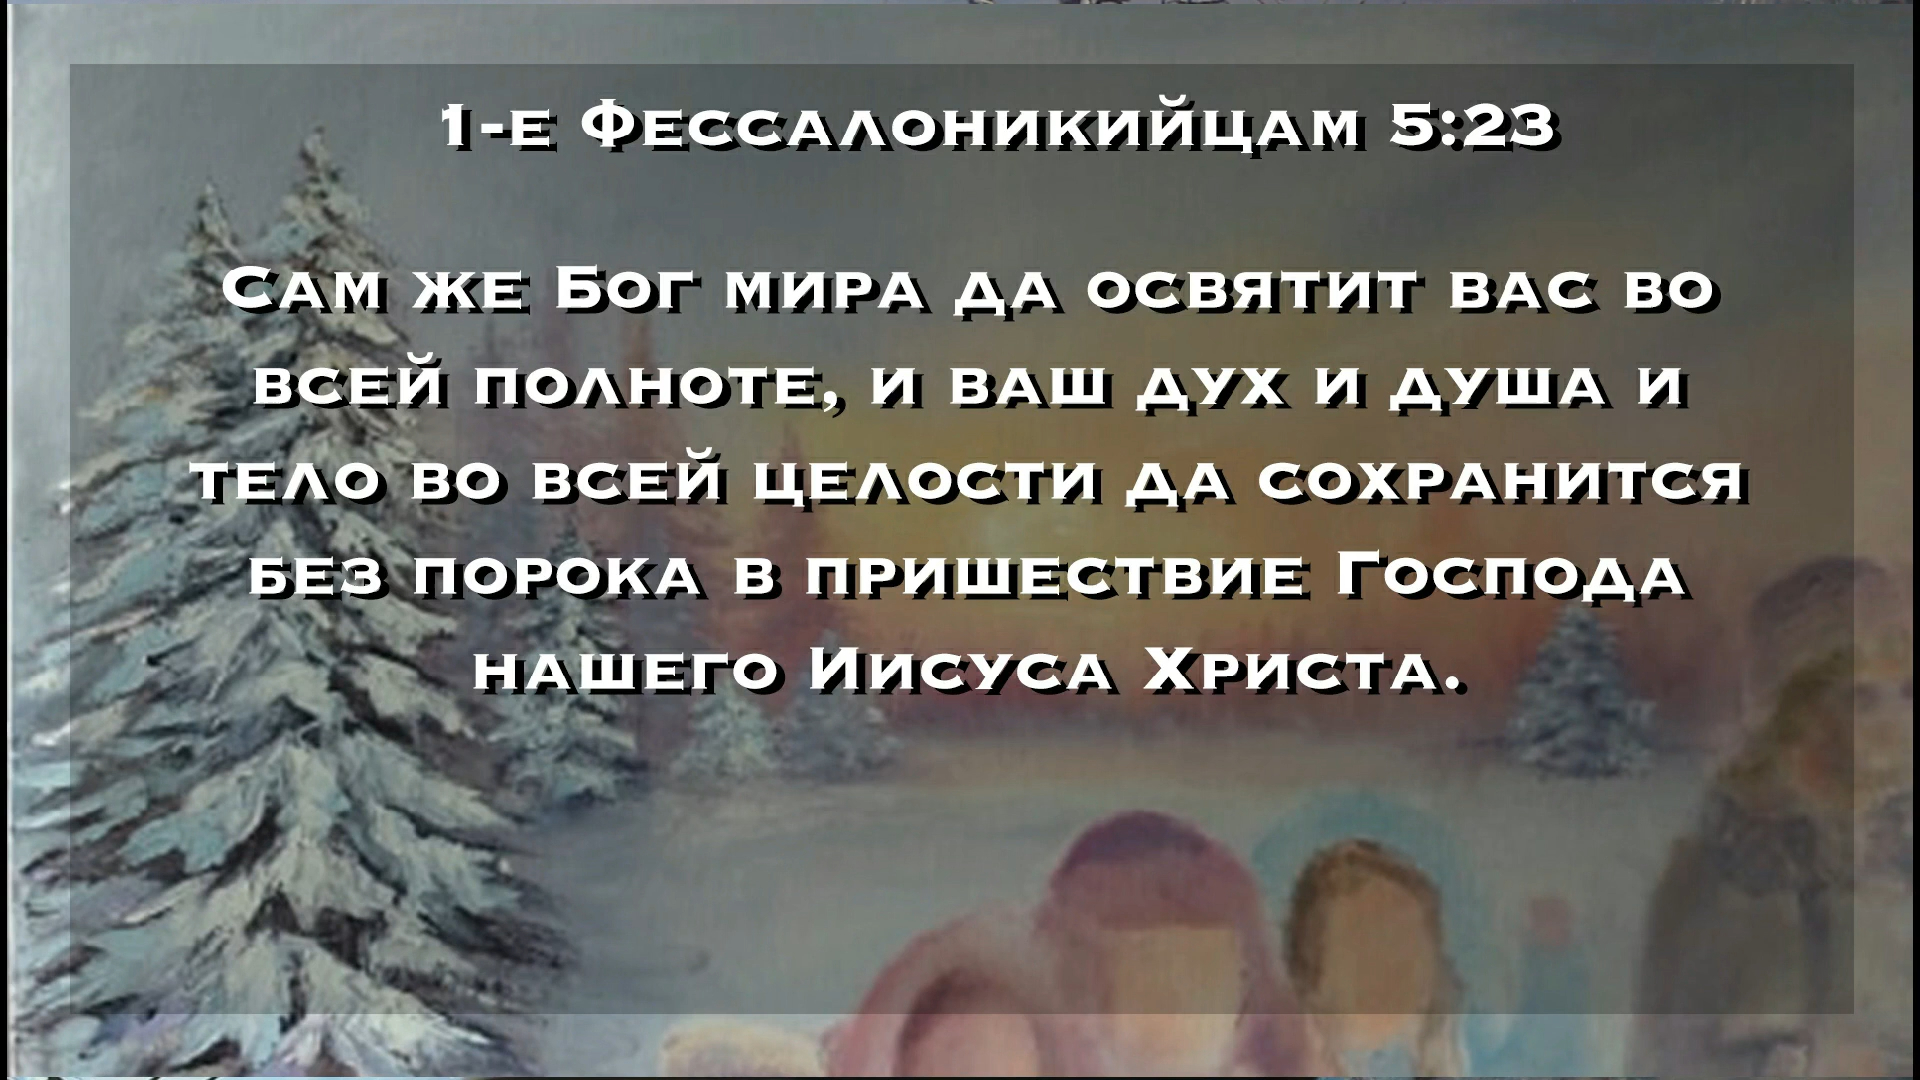 1-е Фессалоникийцам 5:23
Сам же Бог мира да освятит вас во
всей полноте, и ваш дух и душа и
тело во всей целости да сохранится
без порока в пришествие Господа
нашего Иисуса Христа.